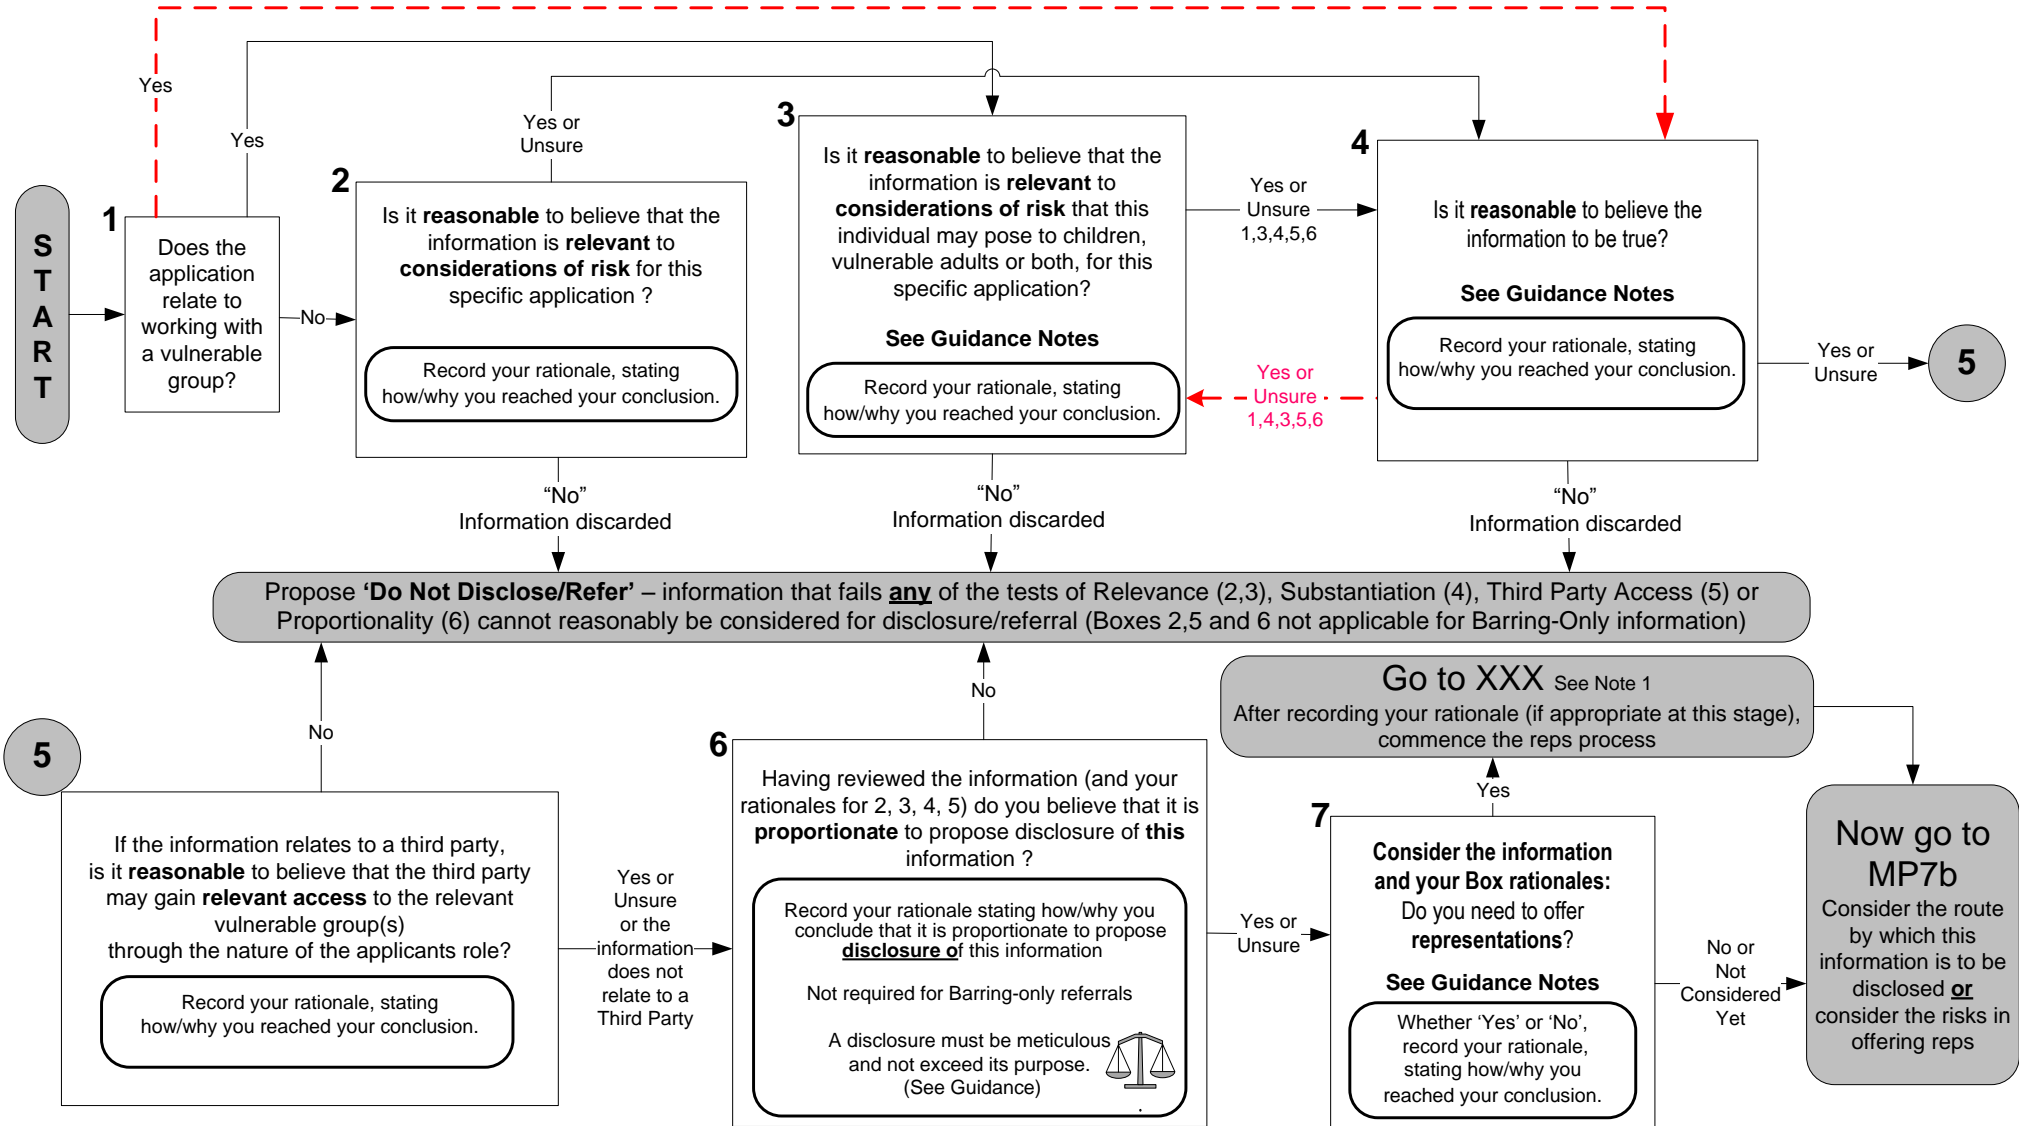 START
1
Does the
application
relate to
working with
a vulnerable
group?
Yes
Yes
No
2
Is it reasonable to believe that the
information is relevant to
considerations of risk for this
specific application ?
Record your rationale, stating
how/why you reached your conclusion.
Yes or
Unsure
“No”
Information discarded
3
Is it reasonable to believe that the
information is relevant to
considerations of risk that this
individual may pose to children,
vulnerable adults or both, for this
specific application?
See Guidance Notes
Record your rationale, stating
how/why you reached your conclusion.
Yes or
Unsure
1,3,4,5,6
Yes or
Unsure
1,4,3,5,6
“No”
Information discarded
4
Is it reasonable to believe the
information to be true?
See Guidance Notes
Record your rationale, stating
how/why you reached your conclusion.
Yes or
Unsure
5
“No”
Information discarded
Propose ‘Do Not Disclose/Refer’ – information that fails any of the tests of Relevance (2,3), Substantiation (4), Third Party Access (5) or
Proportionality (6) cannot reasonably be considered for disclosure/referral (Boxes 2,5 and 6 not applicable for Barring-Only information)
5
No
If the information relates to a third party,
is it reasonable to believe that the third party
may gain relevant access to the relevant
vulnerable group(s)
through the nature of the applicants role?
Record your rationale, stating
how/why you reached your conclusion.
Yes or
Unsure
or the
information
does not
relate to a
Third Party
No
6
Having reviewed the information (and your
rationales for 2, 3, 4, 5) do you believe that it is
proportionate to propose disclosure of this
information ?
Record your rationale stating how/why you
conclude that it is proportionate to propose
disclosure of this information
Not required for Barring-only referrals
A disclosure must be meticulous
and not exceed its purpose.
(See Guidance)
Yes or
Unsure
Go to XXX See Note 1
After recording your rationale (if appropriate at this stage),
commence the reps process
Yes
7
Consider the information
and your Box rationales:
Do you need to offer
representations?
See Guidance Notes
Whether ‘Yes’ or ‘No’,
record your rationale,
stating how/why you
reached your conclusion.
No or
Not
Considered
Yet
Now go to
MP7b
Consider the route
by which this
information is to be
disclosed or
consider the risks in
offering reps